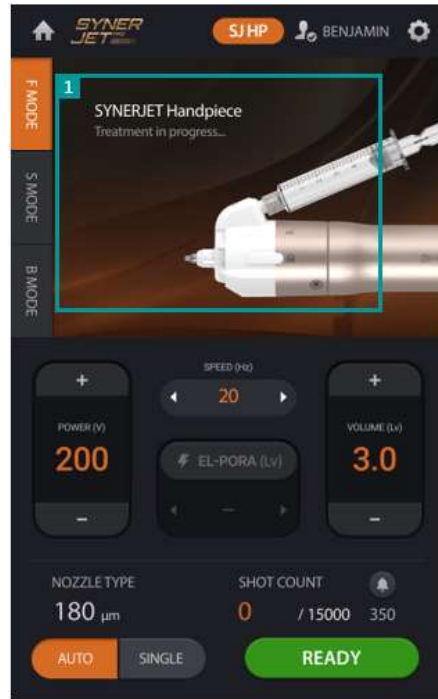 SYNER
JET
SJ HP
BENJAMIN
F MODE
S MODE
B MODE
1
SYNERJET Handpiece
Treatment in progress...
SPEED (Hz)
20
+
POWER (V)
200
−
EL-PORA (Lv)
−
+
VOLUME (Lv)
3.0
−
NOZZLE TYPE
180 μm
SHOT COUNT
0 / 15000 350
AUTO SINGLE READY